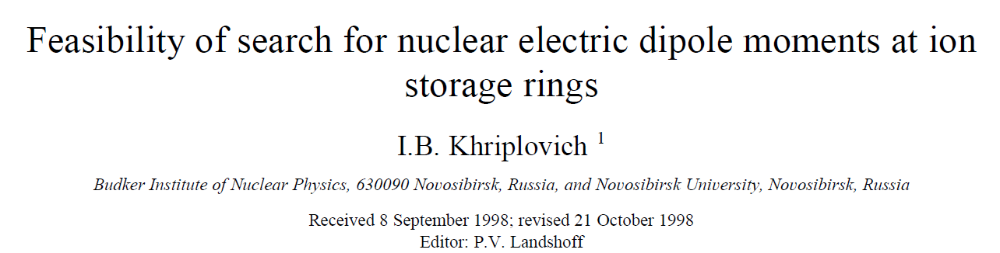 Feasibility of search for nuclear electric dipole moments at ion
storage rings
I.B. Khriplovich 1
Budker Institute of Nuclear Physics, 630090 Novosibirsk, Russia, and Novosibirsk University, Novosibirsk, Russia
Received 8 September 1998; revised 21 October 1998
Editor: P.V. Landshoff